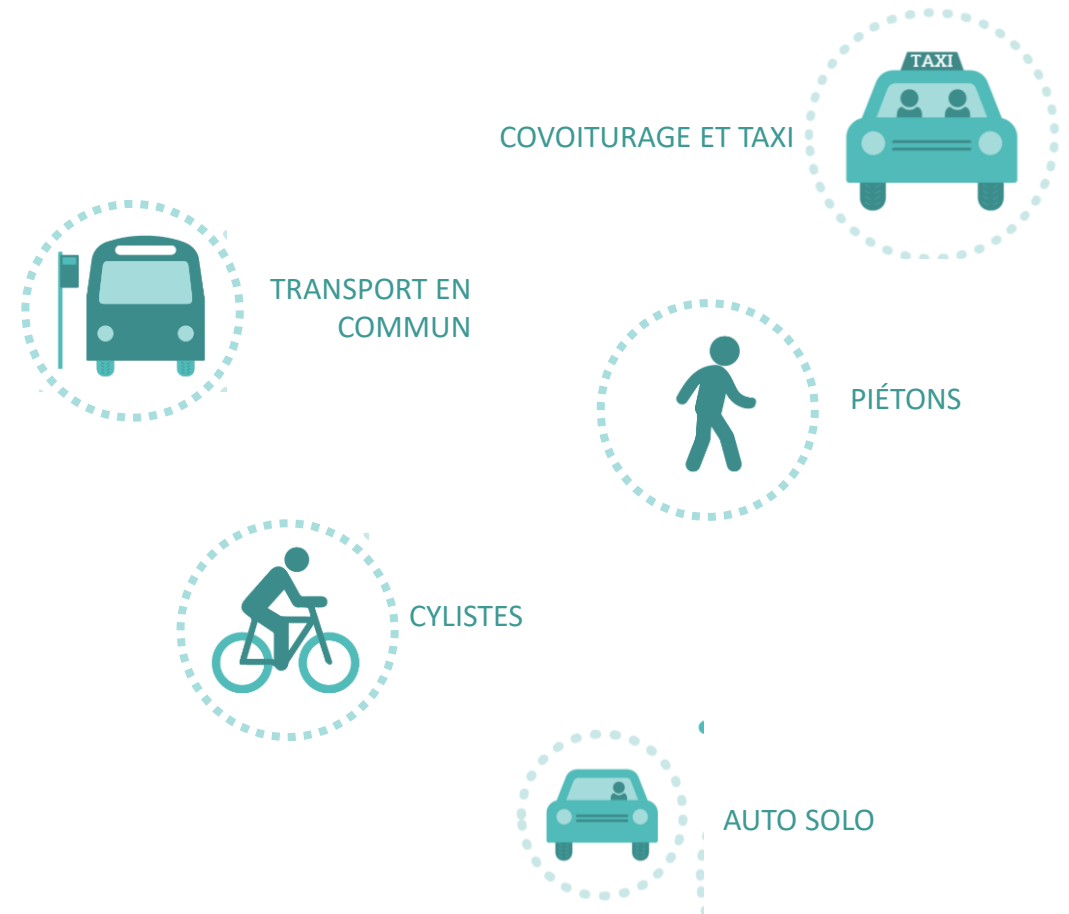 TAXI
COVOITURAGE ET TAXI
TRANSPORT EN
COMMUN
PIÉTONS
CYLISTES
AUTO SOLO